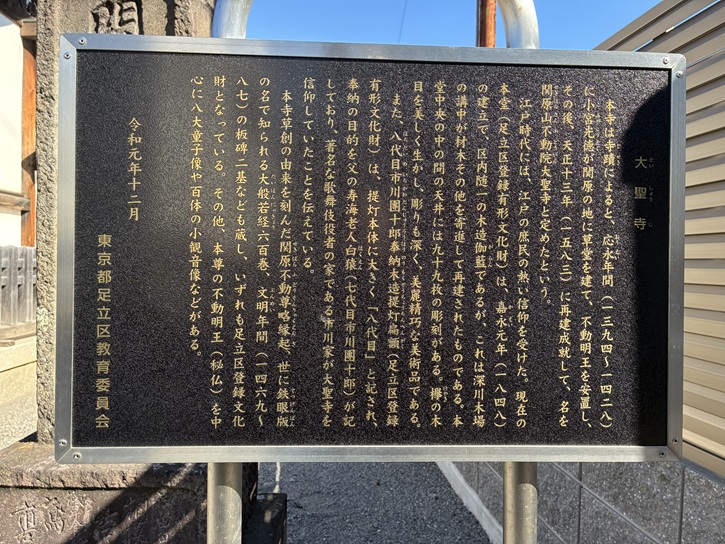 大聖寺
本寺は寺蹟によると、応永年間（一三九四〜一四二八）
に小宮先徳が関原の地に草堂を建て、不動明王を安置し、
その後、天正十三年（一五八三）に再建成就して、名を
関原山不動院大聖寺と定めたという。
江戸時代には、江戸の庶民の熱い信仰を受けた。現在の
本堂（足立区登録有形文化財）は、嘉永元年（一八四八）
の建立で、区内随一の木造伽藍であるが、これは深川木場
の講中が材木その他を寄進して再建されたものである。本
堂中央の中の間の天井には九十九枚の彫刻がある。欅の木
目を美しく生かし、彫りも深く、美麗精巧な美術品である。
また、八代目市川団十郎奉納木造提灯扁額（足立区登録
有形文化財）は、提灯本体に大きく「八代目」と記され、
奉納の目的を父の寿海老人白猿（七代目市川團十郎）が記
しており、著名な歌舞伎役者の家である市川家が大聖寺を
信仰していたことを伝えている。
本寺草創の由来を刻んだ関原不動尊略縁起、世に鉄眼版
の名で知られる大般若経六百巻、文明年間（一四六九〜
八七）の板碑二基なども蔵し、いずれも足立区登録文化
財となっている。その他、本尊の不動明王（秘仏）を中
心に八大童子像や百体の小観音像などがある。
令和元年十二月
東京都足立区教育委員会